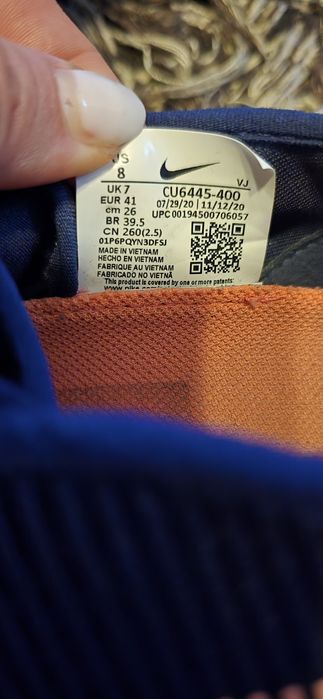 US
8
VJ
UK 7
CU6445-400
EUR 41
07/29/20 | 11/12/20
cm 26
UPC 00194500706057
BR 39.5
CN 260(2.5)
01P6PQYN3DFSJ
MADE IN VIETNAM
HECHO EN VIETNAM
FABRIQUE AU VIETNAM
FABRICADO NO VIETNÃ
This product is covered by one or more patents: